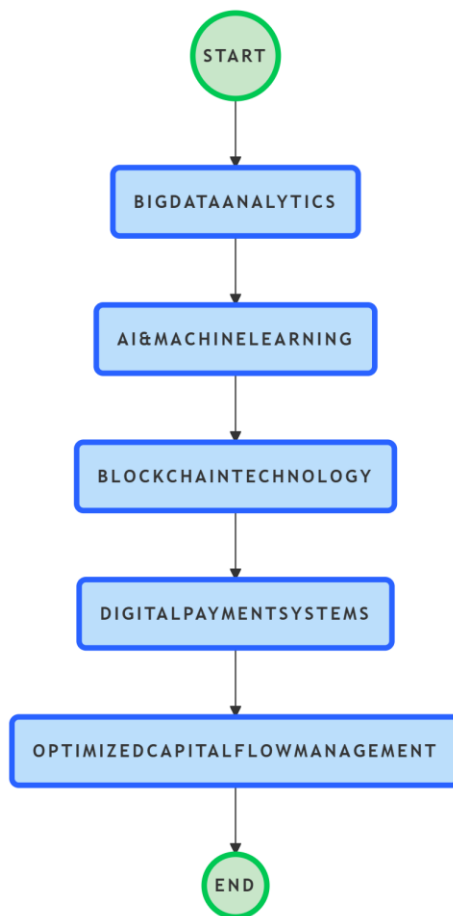 START
BIGDATAANALYTICS
AI&MACHINELEARNING
BLOCKCHAINTECHNOLOGY
DIGITALPAYMENTSYSTEMS
OPTIMIZEDCAPITALFLOWMANAGEMENT
END